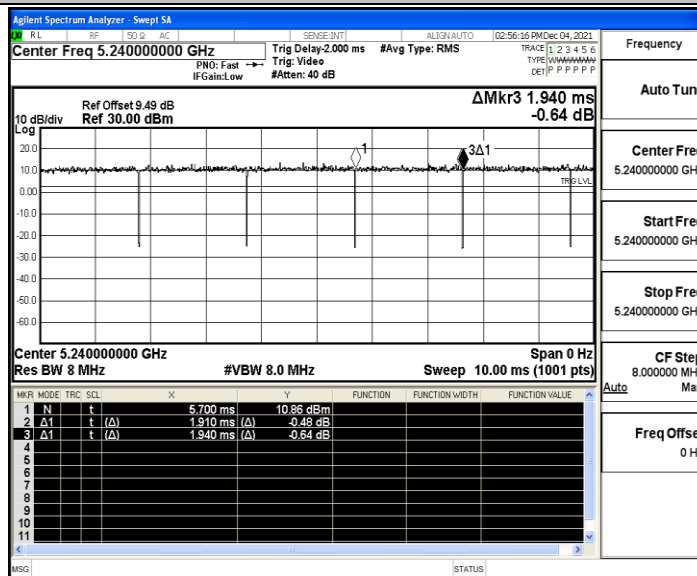 Agilent Spectrum Analyzer - Swept SA
RL RF 50 Ω AC SENSE:INT ALIGN AUTO 02:56:16 PM Dec 04, 2021
Center Freq 5.240000000 GHz
PNO: Fast
IFGain:Low
Trig Delay-2.000 ms
Trig: Video
#Atten: 40 dB
#Avg Type: RMS
TRACE 1 2 3 4 5 6
TYPE
DET P P P P P P
ΔMkr3 1.940 ms
-0.64 dB
10 dB/div
Log
Ref Offset 9.49 dB
Ref 30.00 dBm
1
3Δ1
TRIG LVL
20.0
10.0
0.00
-10.0
-20.0
-30.0
-40.0
-50.0
-60.0
Center 5.240000000 GHz Span 0 Hz
Res BW 8 MHz #VBW 8.0 MHz Sweep 10.00 ms (1001 pts)
MKR MODE TRC SCL X Y FUNCTION FUNCTION WIDTH FUNCTION VALUE
1 N t 5.700 ms 10.86 dBm
2 Δ1 t (Δ) 1.910 ms (Δ) -0.48 dB
3 Δ1 t (Δ) 1.940 ms (Δ) -0.64 dB
4
5
6
7
8
9
10
11
MSG STATUS
Frequency
Auto Tun
Center Fre
5.240000000 GH
Start Fre
5.240000000 GH
Stop Fre
5.240000000 GH
CF Step
8.000000 MH
Auto Ma
Freq Offse
0 H